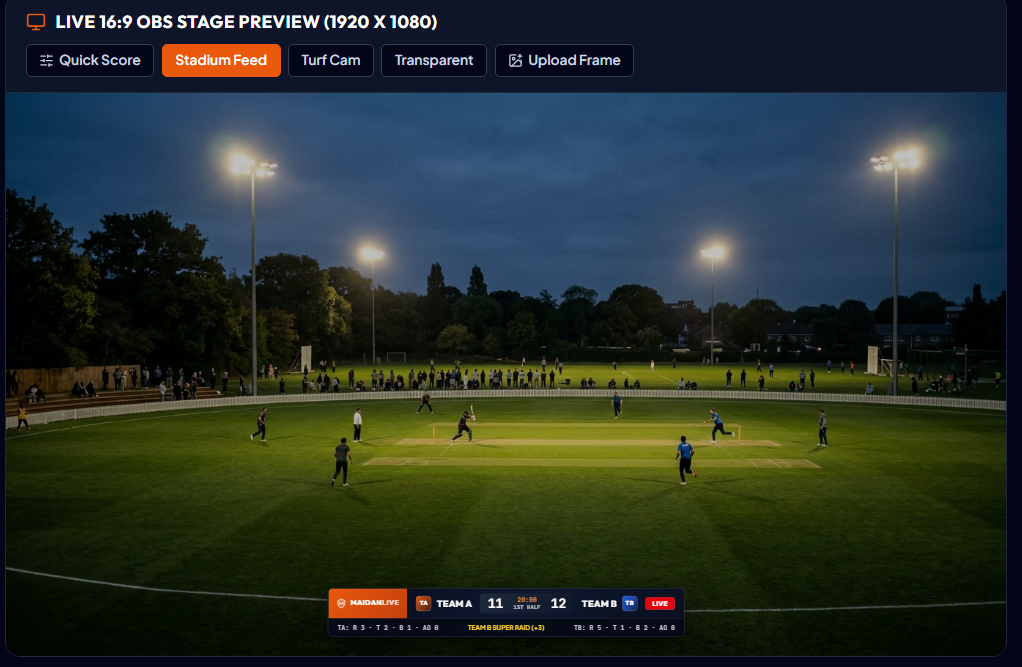 LIVE 16:9 OBS STAGE PREVIEW (1920 X 1080)
Quick Score Stadium Feed Turf Cam Transparent Upload Frame
MAIDANLIVE TA TEAM A 11 20:00 1ST HALF 12 TEAM B TB LIVE
TA: R 3 · T 2 · B 1 · AO 0 TEAM B SUPER RAID (+3) TB: R 5 · T 1 · B 2 · AO 0